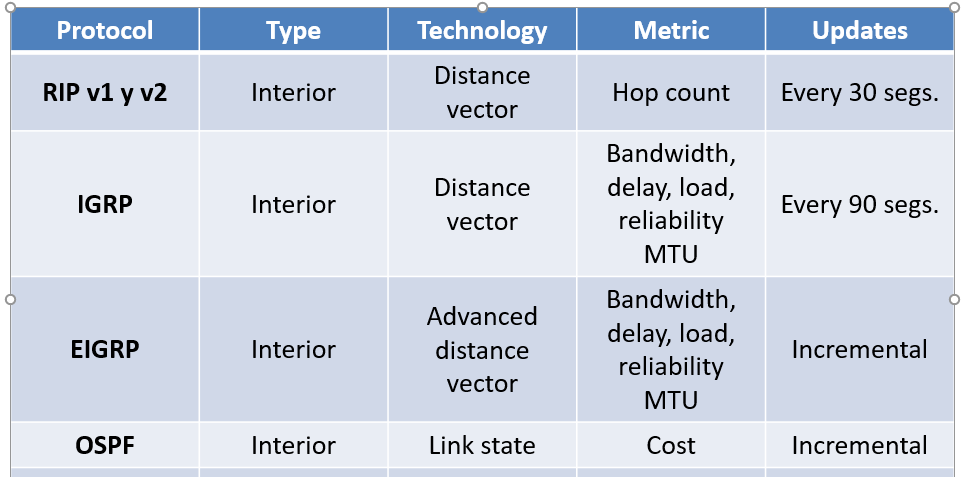 Protocol Type Technology Metric Updates
RIP v1 y v2 Interior Distance vector Hop count Every 30 segs.
IGRP Interior Distance vector Bandwidth, delay, load, reliability MTU Every 90 segs.
EIGRP Interior Advanced distance vector Bandwidth, delay, load, reliability MTU Incremental
OSPF Interior Link state Cost Incremental